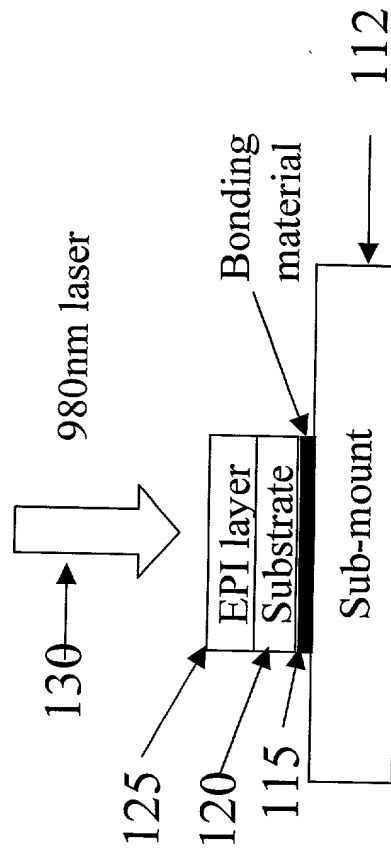 980nm laser
130
125
EPI layer
120
Substrate
115
Bonding
material
Sub-mount
112